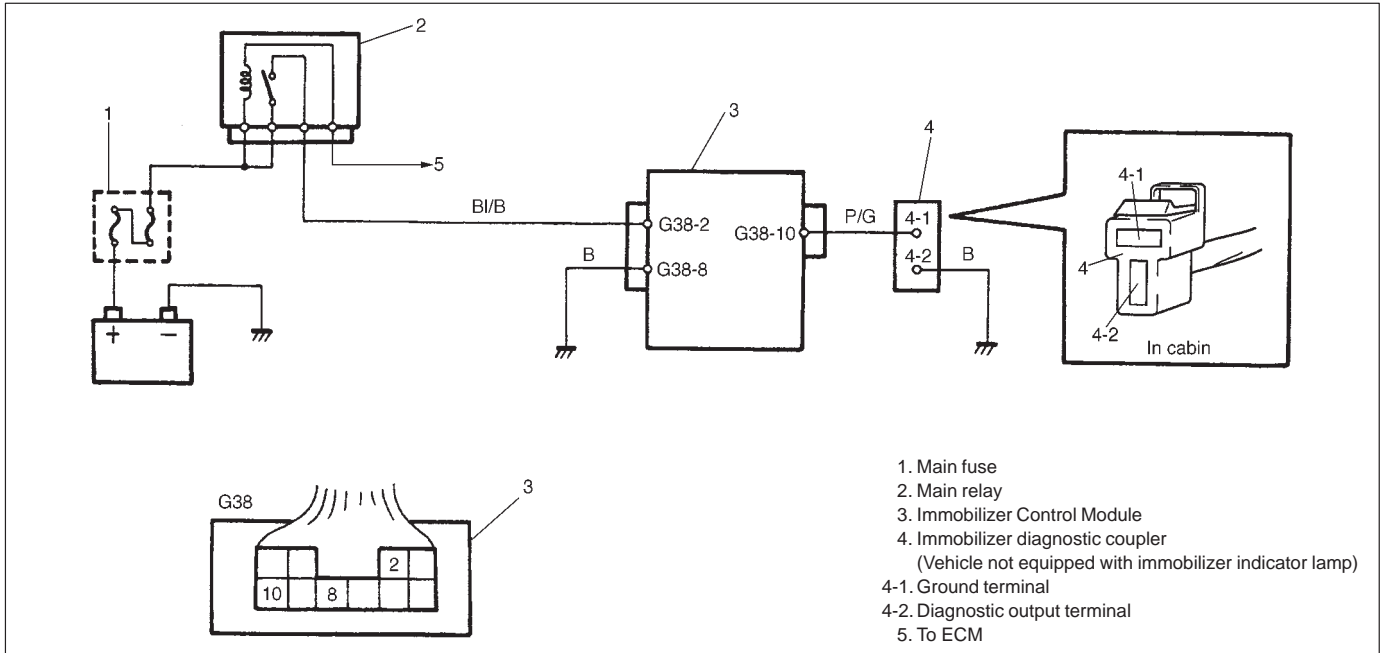 2
1
3
4
5
4-1
Bl/B
G38-2
G38-10
P/G
4-1
4-2
B
G38-8
B
4
4-2
In cabin
+
−
G38
3
2
10
8
1. Main fuse
2. Main relay
3. Immobilizer Control Module
4. Immobilizer diagnostic coupler
(Vehicle not equipped with immobilizer indicator lamp)
4-1. Ground terminal
4-2. Diagnostic output terminal
5. To ECM